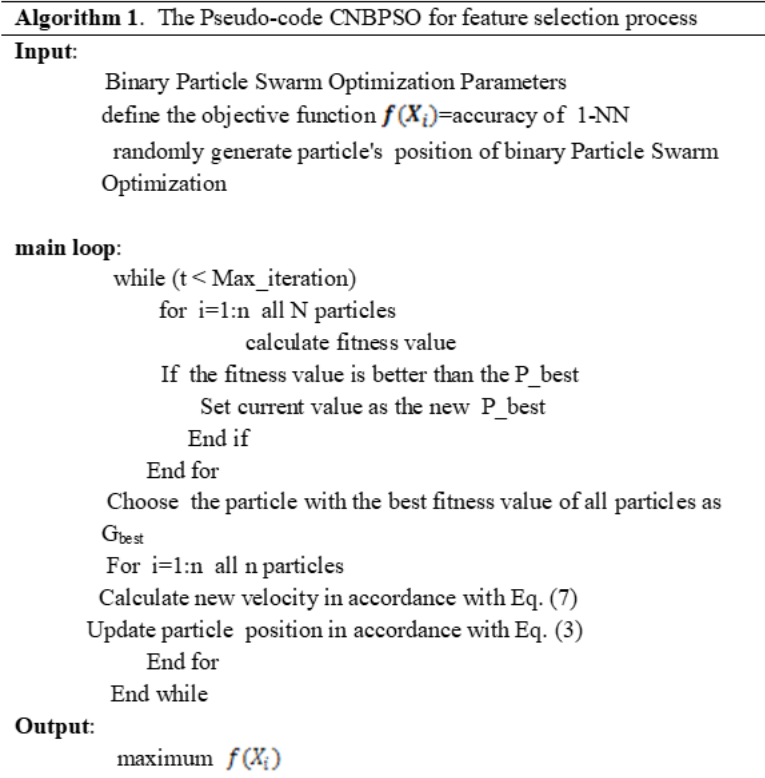 Algorithm 1. The Pseudo-code CNBPSO for feature selection process
Input:
Binary Particle Swarm Optimization Parameters
define the objective function f(Xi)=accuracy of 1-NN
randomly generate particle's position of binary Particle Swarm
Optimization
main loop:
while (t < Max_iteration)
for i=1:n all N particles
calculate fitness value
If the fitness value is better than the P_best
Set current value as the new P_best
End if
End for
Choose the particle with the best fitness value of all particles as
Gbest
For i=1:n all n particles
Calculate new velocity in accordance with Eq. (7)
Update particle position in accordance with Eq. (3)
End for
End while
Output:
maximum f(Xi)